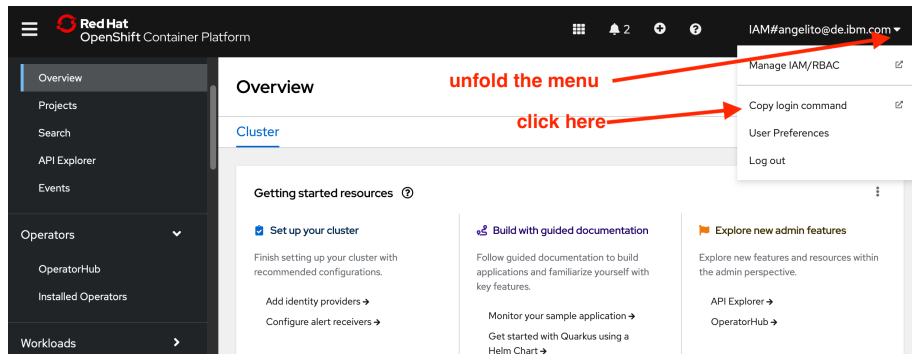 Red Hat
OpenShift Container Platform
2
IAM#angelito@de.ibm.com
Overview
Projects
Search
API Explorer
Events
Operators
OperatorHub
Installed Operators
Workloads
Overview
unfold the menu
click here
Manage IAM/RBAC
Copy login command
User Preferences
Log out
Cluster
Getting started resources
Set up your cluster
Finish setting up your cluster with
recommended configurations.
Add identity providers
Configure alert receivers
Build with guided documentation
Follow guided documentation to build
applications and familiarize yourself with
key features.
Monitor your sample application
Get started with Quarkus using a
Helm Chart
Explore new admin features
Explore new features and resources within
the admin perspective.
API Explorer
OperatorHub